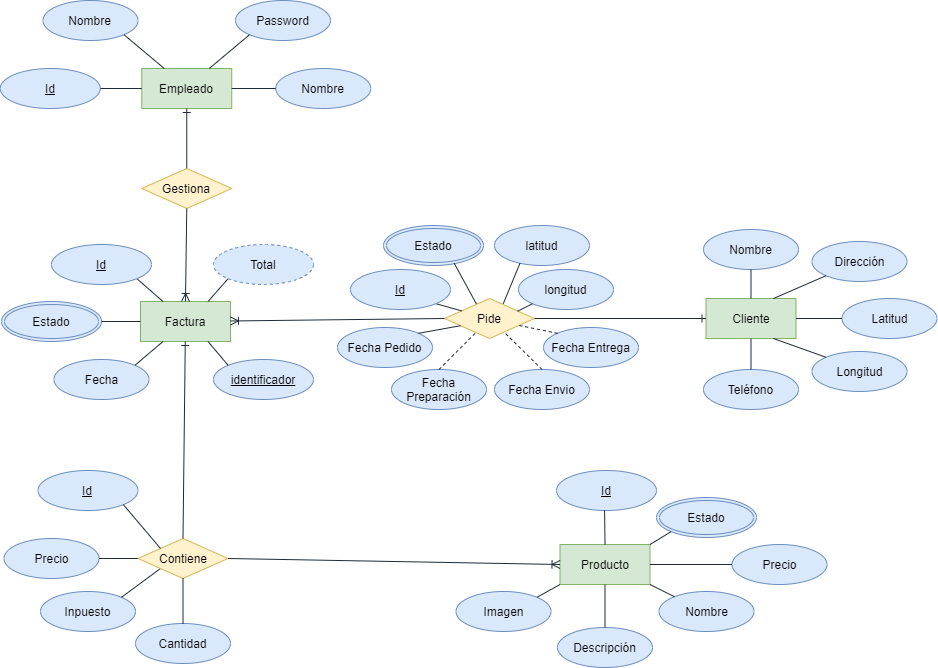 Nombre
Password
Id
Empleado
Nombre
Gestiona
Id
Total
Estado
Factura
Fecha
identificador
Estado
latitud
Id
longitud
Pide
Fecha Pedido
Fecha Entrega
Fecha
Preparación
Fecha Envio
Nombre
Dirección
Cliente
Latitud
Longitud
Teléfono
Id
Precio
Contiene
Inpuesto
Cantidad
Id
Estado
Producto
Precio
Imagen
Nombre
Descripción